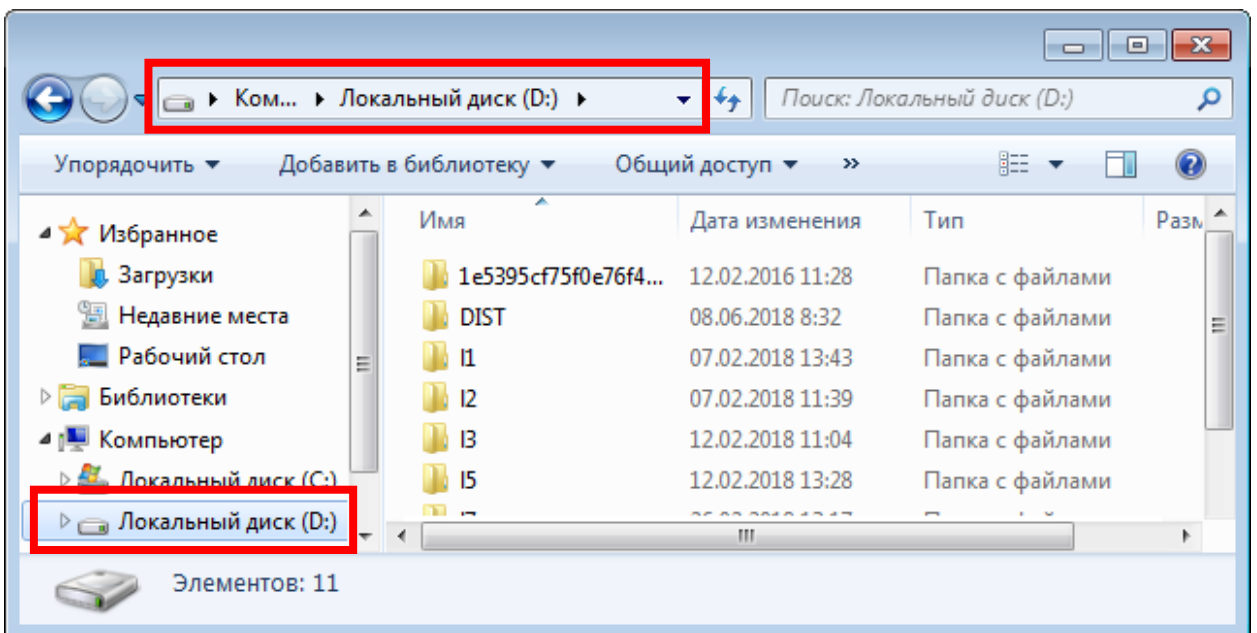 Ком... Локальный диск (D:)
Поиск: Локальный диск (D:)
Упорядочить Добавить в библиотеку Общий доступ »
Имя Дата изменения Тип Разм
Избранное
Загрузки
Недавние места
Рабочий стол
Библиотеки
Компьютер
Локальный диск (C:)
Локальный диск (D:)
1e5395cf75f0e76f4... 12.02.2016 11:28 Папка с файлами
DIST 08.06.2018 8:32 Папка с файлами
I1 07.02.2018 13:43 Папка с файлами
I2 07.02.2018 11:39 Папка с файлами
I3 12.02.2018 11:04 Папка с файлами
I5 12.02.2018 13:28 Папка с файлами
Элементов: 11